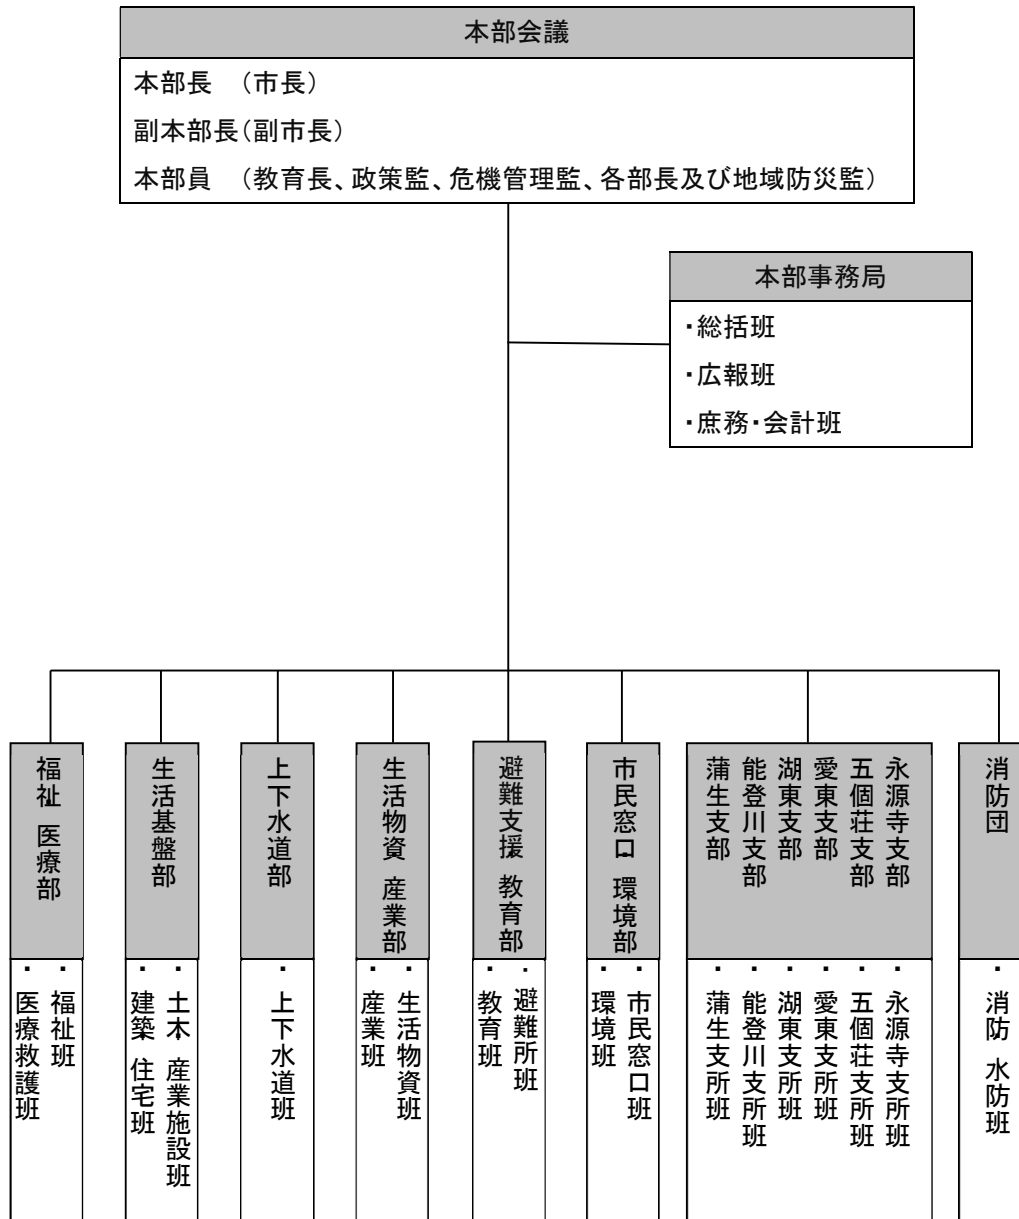 本部会議
本部長　（市長）
副本部長（副市長）
本部員　（教育長、政策監、危機管理監、各部長及び地域防災監）
本部事務局
・総括班
・広報班
・庶務・会計班
福祉・医療部
・福祉班
・医療救護班
生活基盤部
・土木・産業施設班
・建築・住宅班
上下水道部
・上下水道班
生活物資・産業部
・生活物資班
・産業班
避難支援・教育部
・避難所班
・教育班
市民窓口・環境部
・市民窓口班
・環境班
永源寺支部
五個荘支部
愛東支部
湖東支部
能登川支部
蒲生支部
・永源寺支所班
・五個荘支所班
・愛東支所班
・湖東支所班
・能登川支所班
・蒲生支所班
消防団
・消防・水防班